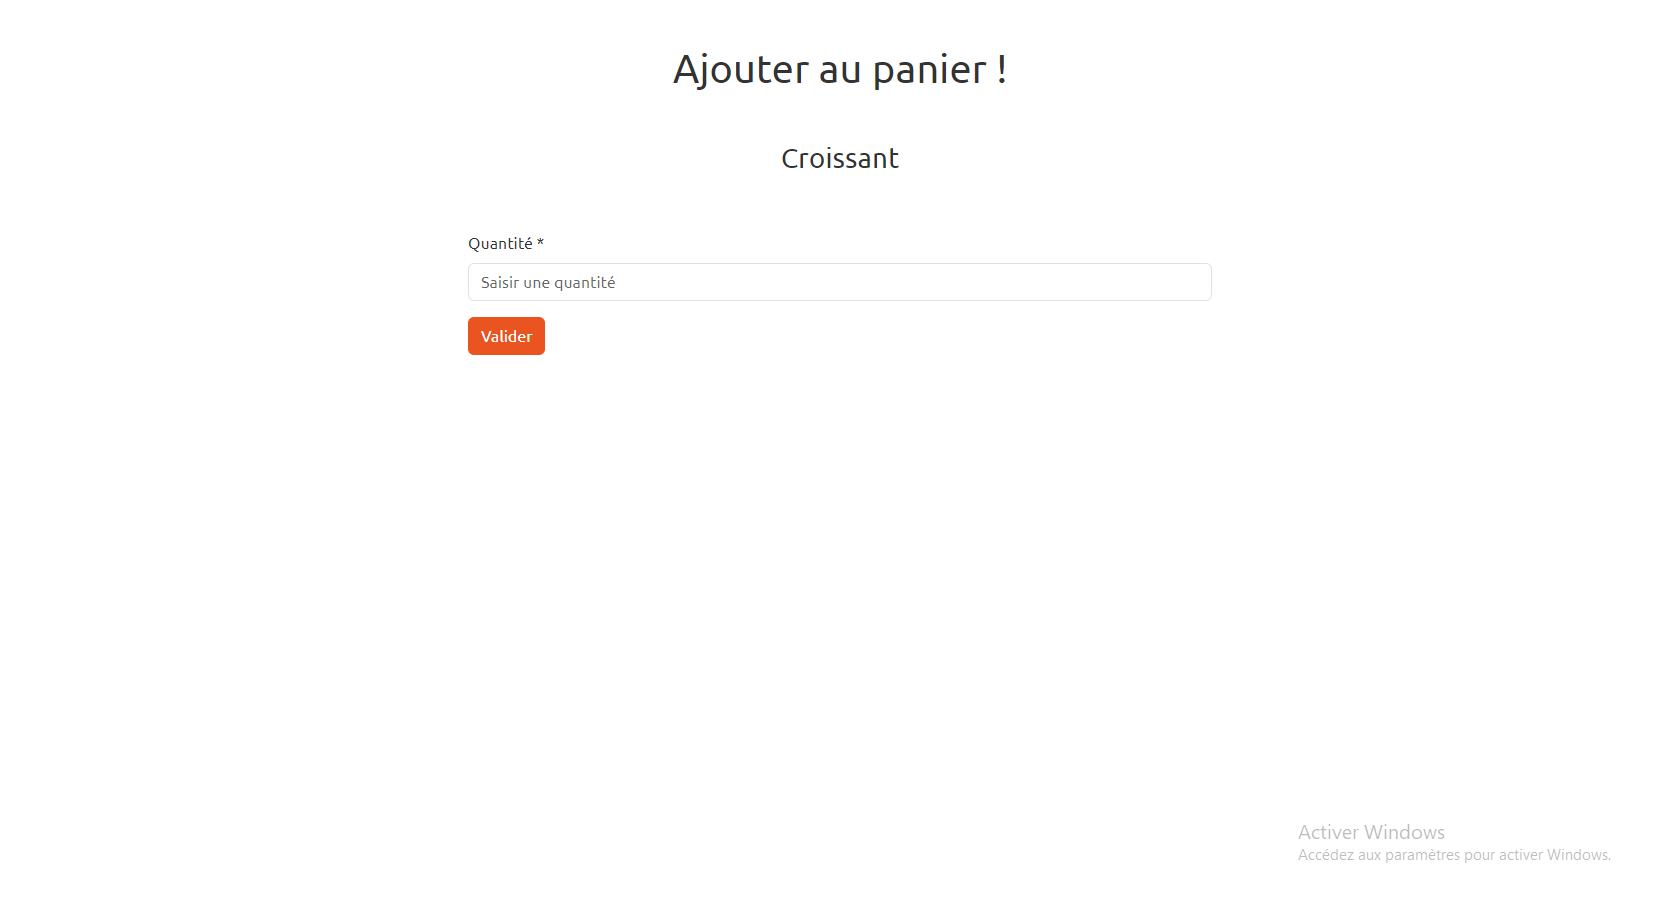 Ajouter au panier !
Croissant
Quantité *
Saisir une quantité
Valider
Activer Windows
Accédez aux paramètres pour activer Windows.